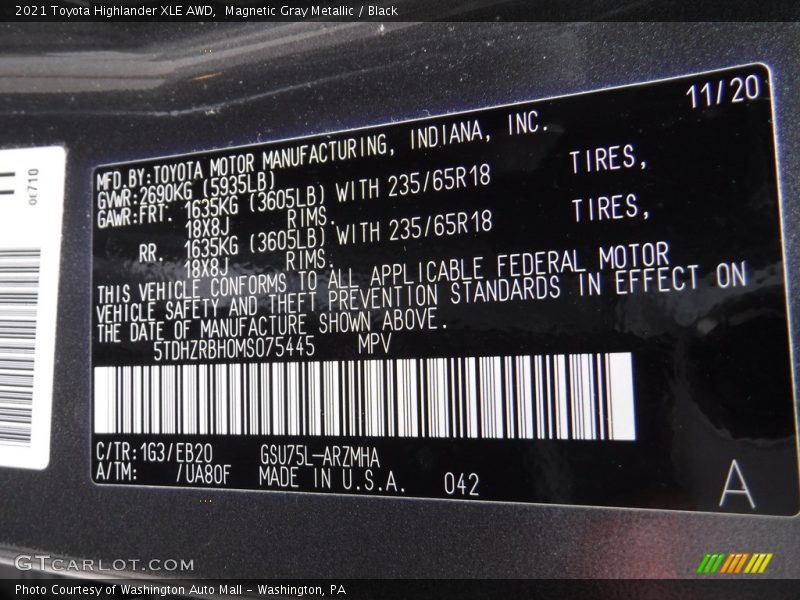 2021 Toyota Highlander XLE AWD,  Magnetic Gray Metallic / Black
11/20
MFD.BY:TOYOTA MOTOR MANUFACTURING, INDIANA, INC.
GVWR:2690KG (5935LB)
GAWR:FRT. 1635KG (3605LB) WITH 235/65R18 TIRES,
18X8J RIMS.
RR. 1635KG (3605LB) WITH 235/65R18 TIRES,
18X8J RIMS.
THIS VEHICLE CONFORMS TO ALL APPLICABLE FEDERAL MOTOR
VEHICLE SAFETY AND THEFT PREVENTION STANDARDS IN EFFECT ON
THE DATE OF MANUFACTURE SHOWN ABOVE.
5TDHZRBH0MS075445 MPV
C/TR:1G3/EB20 GSU75L-ARZMHA
A/TM: /UA80F MADE IN U.S.A. 042
A
0E710
GTCARLOT.COM
Photo Courtesy of Washington Auto Mall – Washington, PA